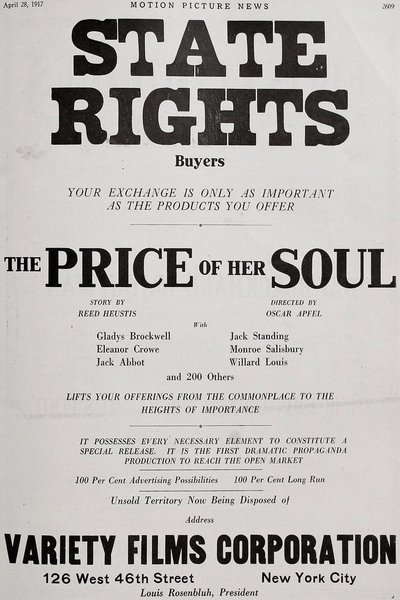 April 28, 1917 MOTION PICTURE NEWS 2609
STATE
RIGHTS
Buyers
YOUR EXCHANGE IS ONLY AS IMPORTANT
AS THE PRODUCTS YOU OFFER
THE PRICE OF HER SOUL
STORY BY DIRECTED BY
REED HEUSTIS OSCAR APFEL
With
Gladys Brockwell Jack Standing
Eleanor Crowe Monroe Salisbury
Jack Abbot Willard Louis
and 200 Others
LIFTS YOUR OFFERINGS FROM THE COMMONPLACE TO THE
HEIGHTS OF IMPORTANCE
IT POSSESSES EVERY NECESSARY ELEMENT TO CONSTITUTE A
SPECIAL RELEASE. IT IS THE FIRST DRAMATIC PROPAGANDA
PRODUCTION TO REACH THE OPEN MARKET
100 Per Cent Advertising Possibilities 100 Per Cent Long Run
Unsold Territory Now Being Disposed of
Address
VARIETY FILMS CORPORATION
126 West 46th Street New York City
Louis Rosenbluh, President